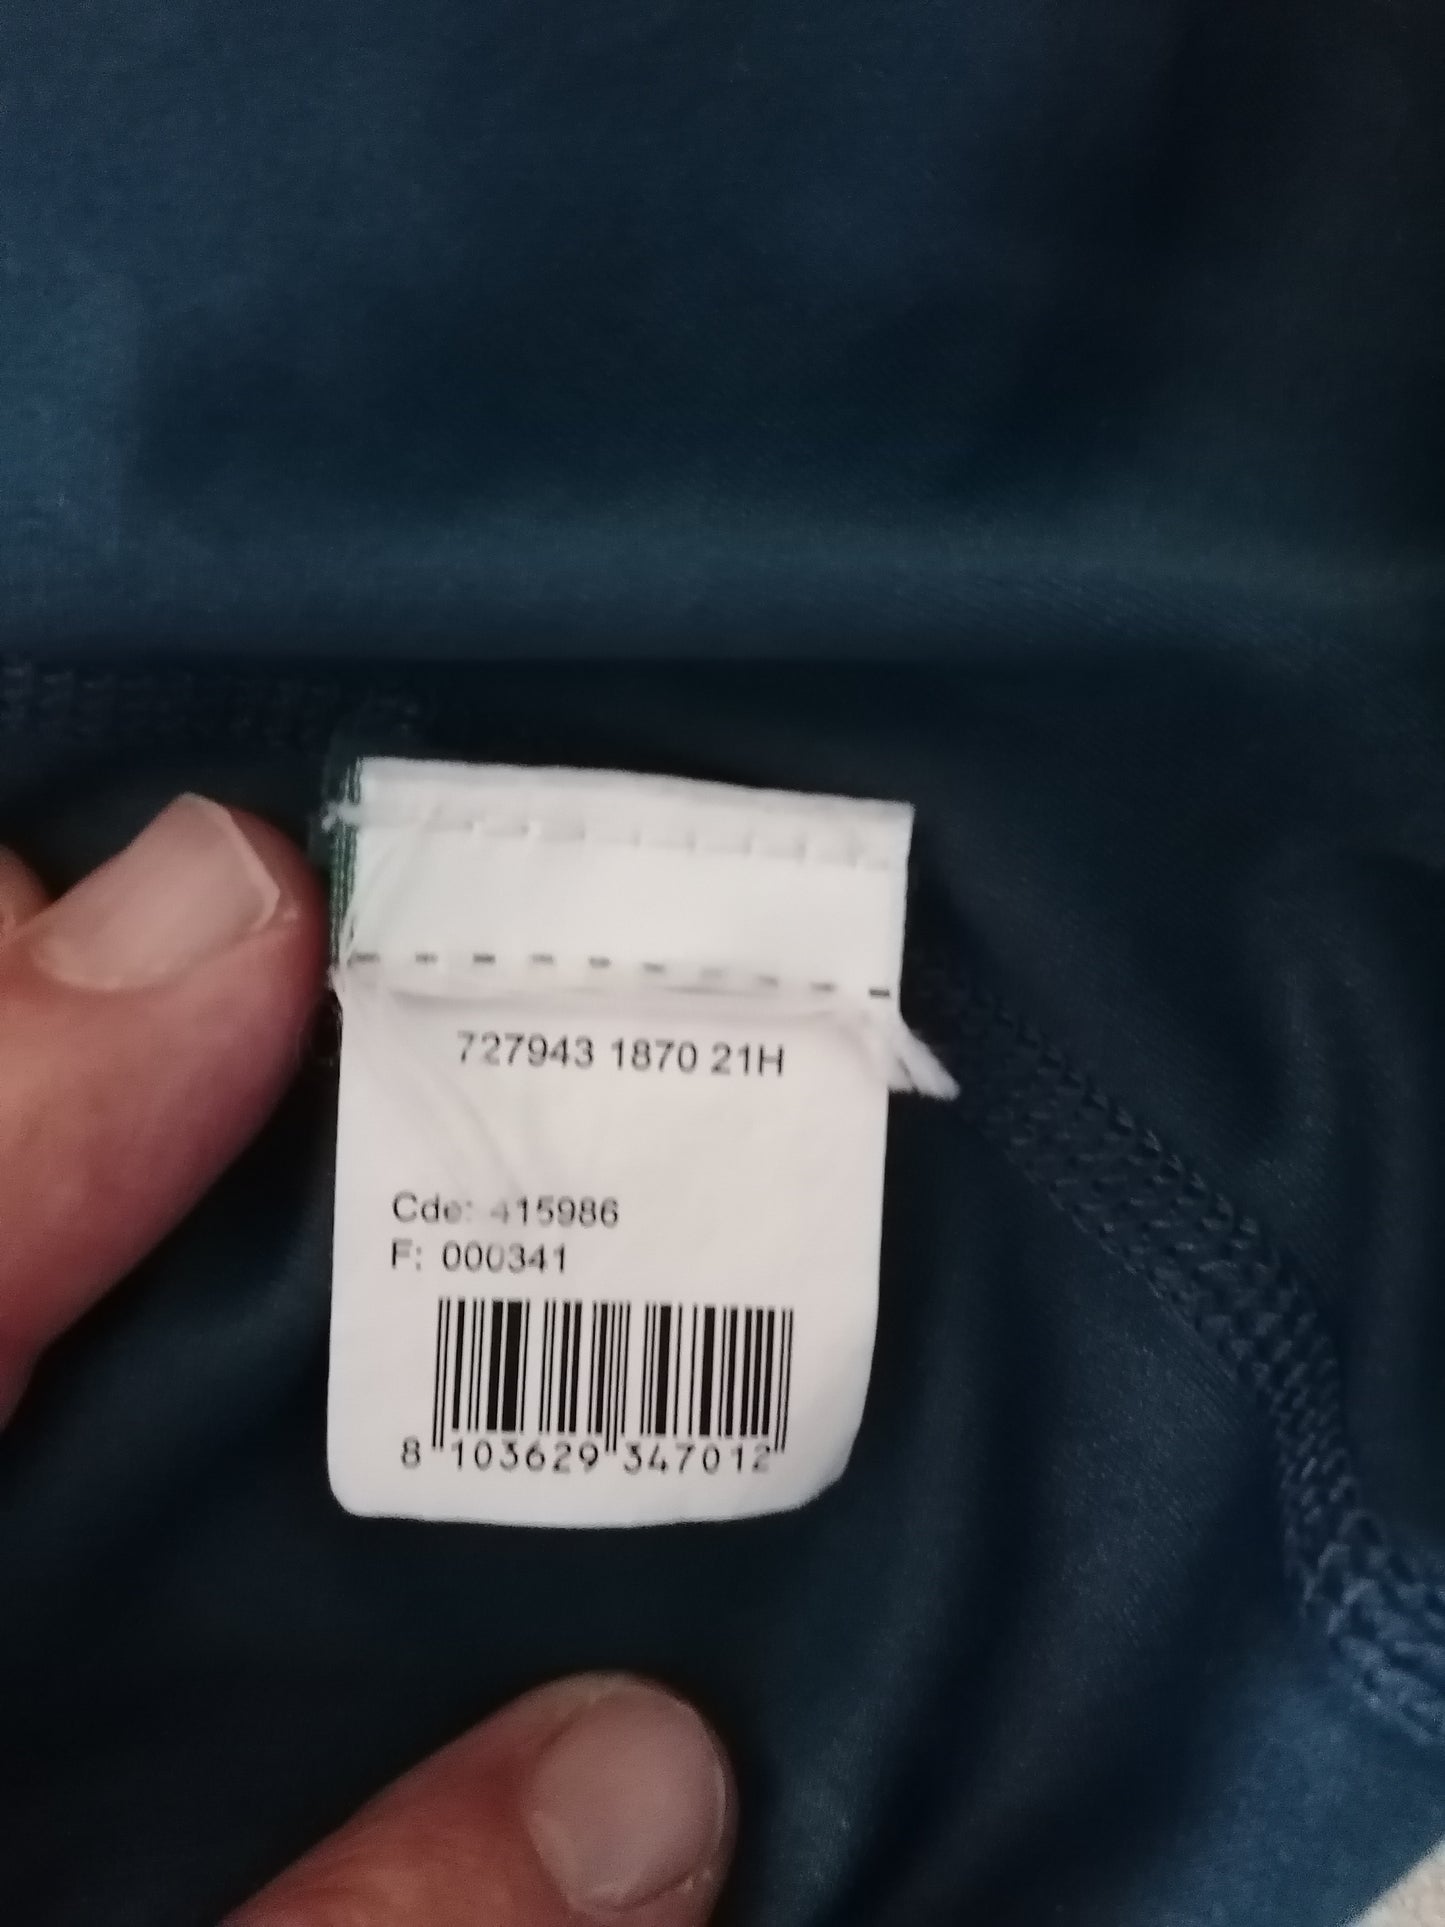 727943 1870 21H
Cde: 415986
F: 000341
8 103629 347012